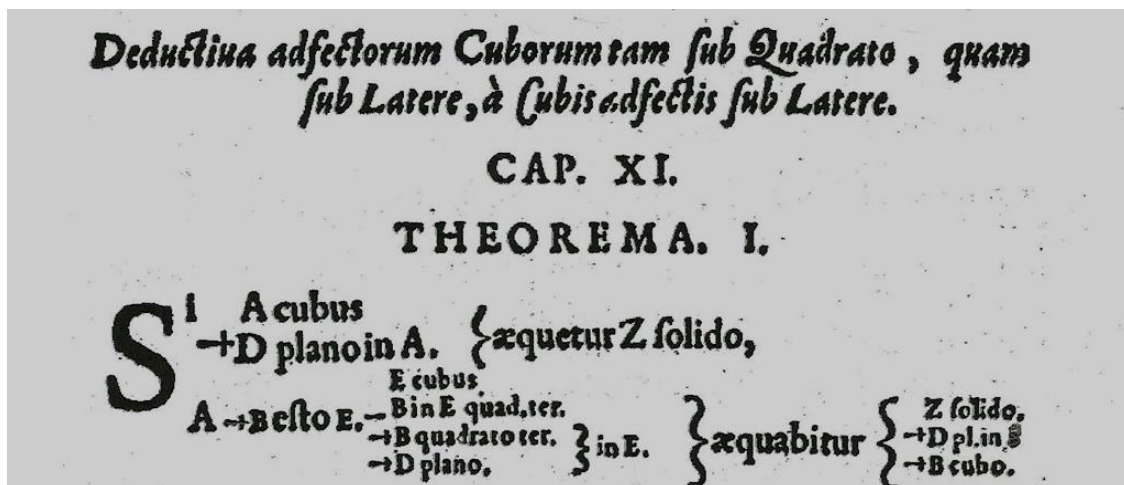 Deductiua adfectorum Cuborum tam ſub Quadrato, quam
ſub Latere, à Cubis adfectis ſub Latere.
CAP. XI.
THEOREMA. I.
Si A cubus
+D plano in A. { æquetur Z ſolido,
E cubus
A +B eſto E. —B in E quad. ter.
+B quadrato ter.
+D plano. } in E. } æquabitur { Z ſolido.
+D pl. in
+B cubo.